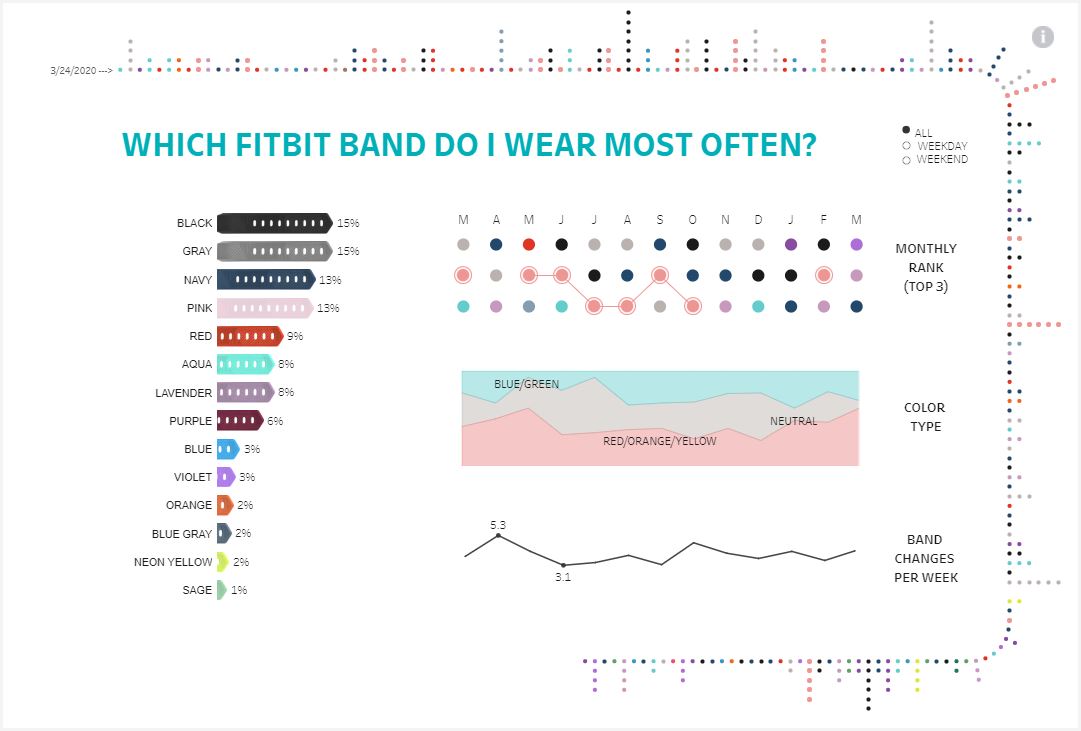 i
3/24/2020 --->
WHICH FITBIT BAND DO I WEAR MOST OFTEN?
ALL
WEEKDAY
WEEKEND
BLACK 15%
GRAY 15%
NAVY 13%
PINK 13%
RED 9%
AQUA 8%
LAVENDER 8%
PURPLE 6%
BLUE 3%
VIOLET 3%
ORANGE 2%
BLUE GRAY 2%
NEON YELLOW 2%
SAGE 1%
M A M J J A S O N D J F M
MONTHLY
RANK
(TOP 3)
BLUE/GREEN
NEUTRAL
RED/ORANGE/YELLOW
COLOR
TYPE
5.3
3.1
BAND
CHANGES
PER WEEK